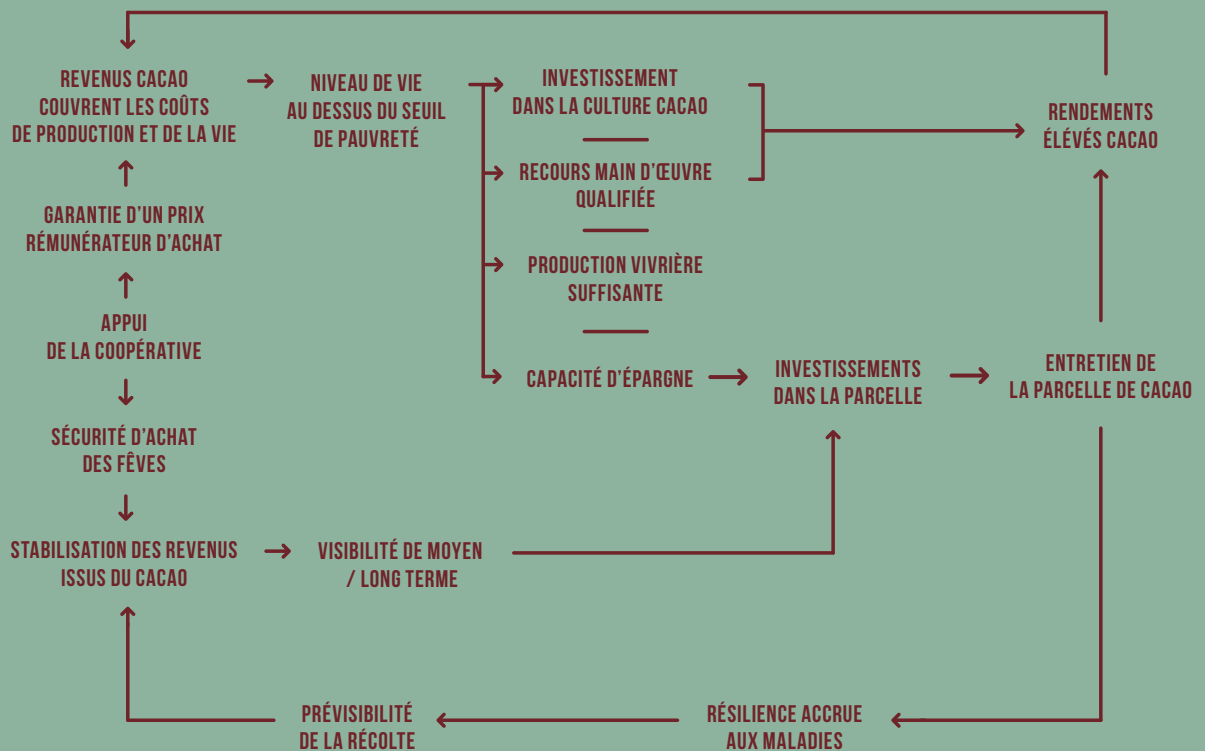 REVENUS CACAO
COUVRENT LES COÛTS
DE PRODUCTION ET DE LA VIE
NIVEAU DE VIE
AU DESSUS DU SEUIL
DE PAUVRETÉ
INVESTISSEMENT
DANS LA CULTURE CACAO
RENDEMENTS
ÉLÉVÉS CACAO
RECOURS MAIN D'ŒUVRE
QUALIFIÉE
GARANTIE D'UN PRIX
RÉMUNÉRATEUR D'ACHAT
PRODUCTION VIVRIÈRE
SUFFISANTE
APPUI
DE LA COOPÉRATIVE
CAPACITÉ D'ÉPARGNE
INVESTISSEMENTS
DANS LA PARCELLE
ENTRETIEN DE
LA PARCELLE DE CACAO
SÉCURITÉ D'ACHAT
DES FÊVES
STABILISATION DES REVENUS
ISSUS DU CACAO
VISIBILITÉ DE MOYEN
/ LONG TERME
PRÉVISIBILITÉ
DE LA RÉCOLTE
RÉSILIENCE ACCRUE
AUX MALADIES